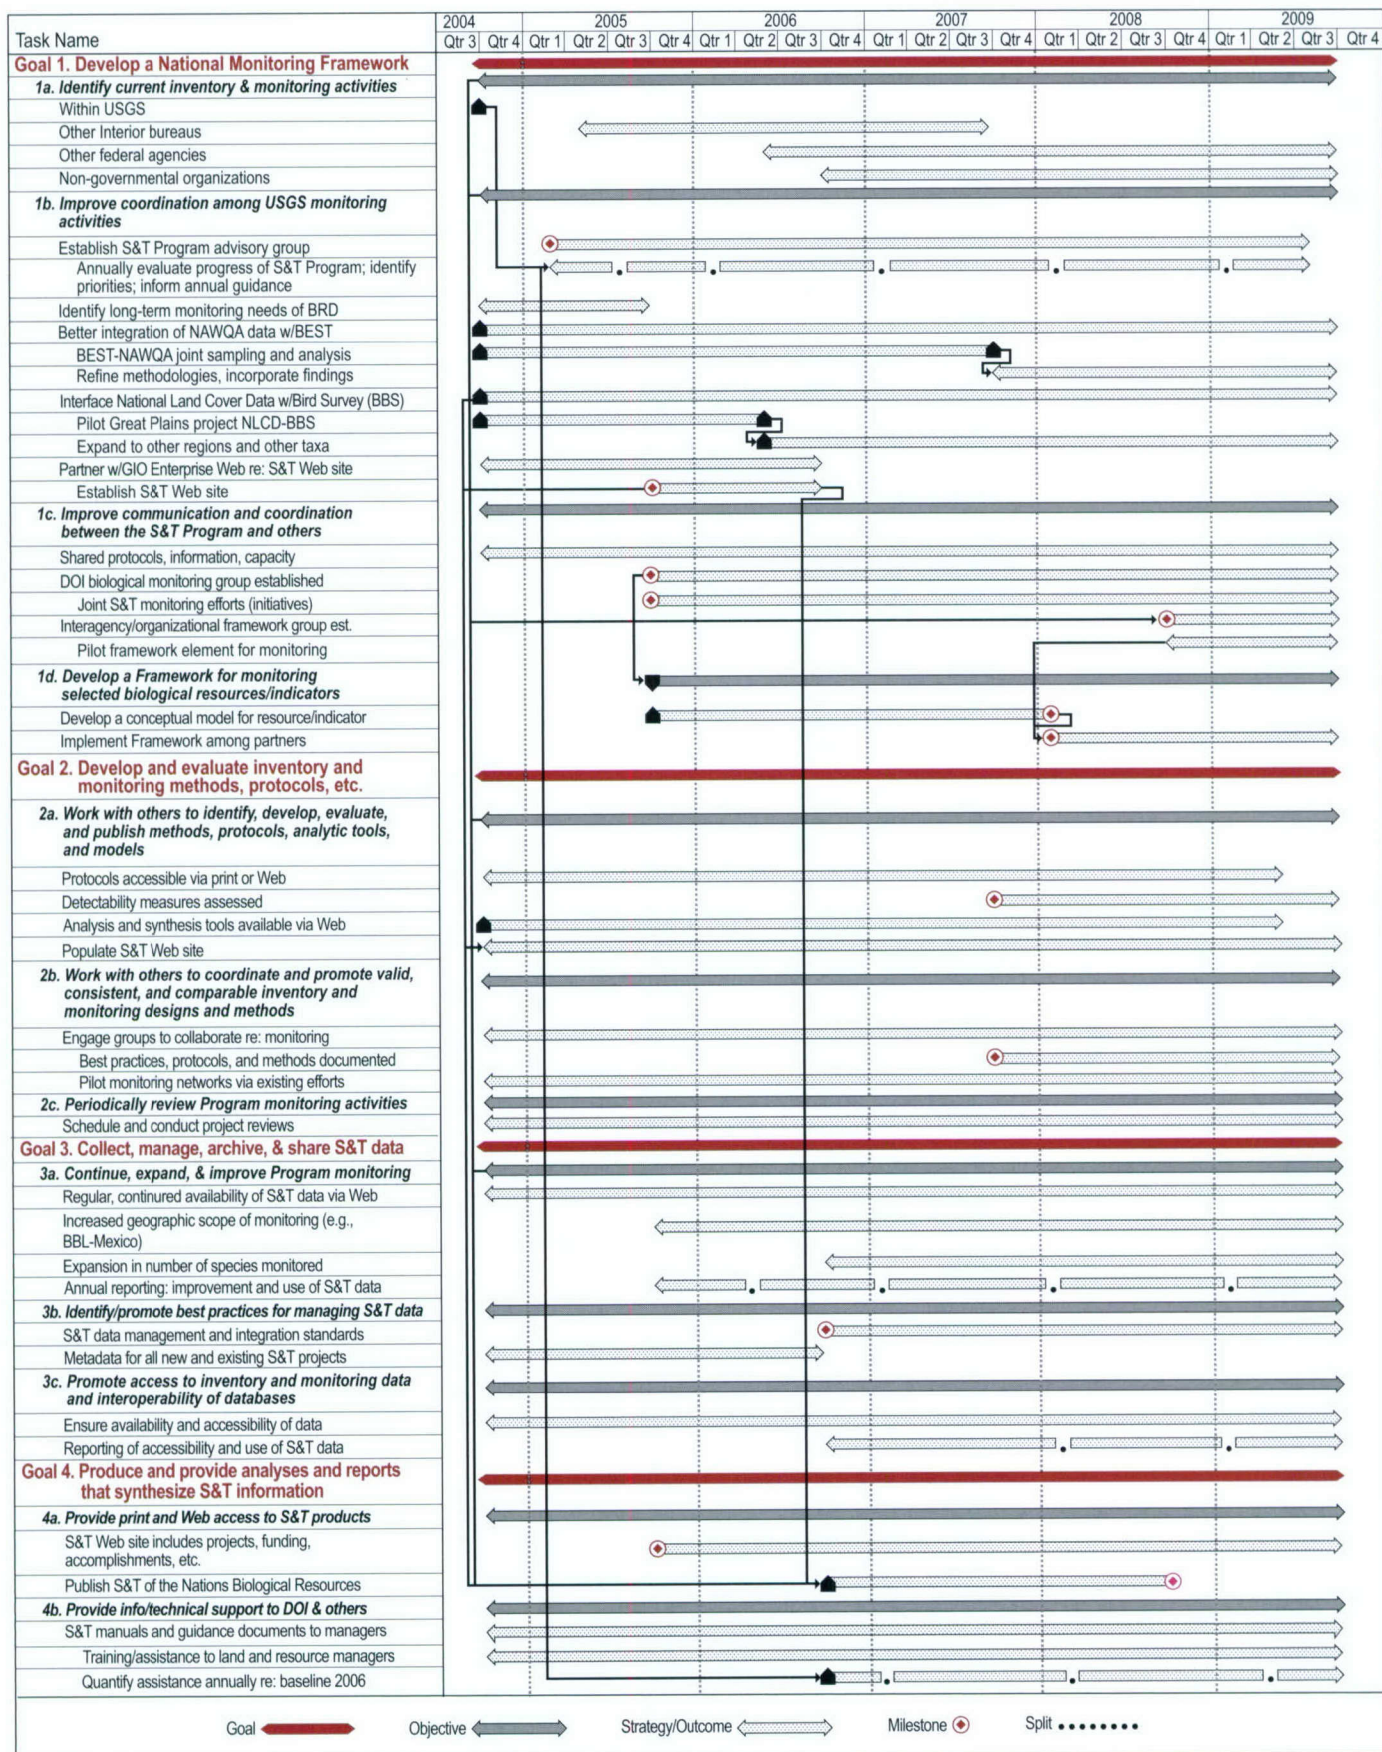 2004 2005 2006 2007 2008 2009
Task Name Qtr 3 Qtr 4 Qtr 1 Qtr 2 Qtr 3 Qtr 4 Qtr 1 Qtr 2 Qtr 3 Qtr 4 Qtr 1 Qtr 2 Qtr 3 Qtr 4 Qtr 1 Qtr 2 Qtr 3 Qtr 4 Qtr 1 Qtr 2 Qtr 3 Qtr 4
Goal 1. Develop a National Monitoring Framework
1a. Identify current inventory & monitoring activities
Within USGS
Other Interior bureaus
Other federal agencies
Non-governmental organizations
1b. Improve coordination among USGS monitoring
activities
Establish S&T Program advisory group
Annually evaluate progress of S&T Program; identify
priorities; inform annual guidance
Identify long-term monitoring needs of BRD
Better integration of NAWQA data w/BEST
BEST-NAWQA joint sampling and analysis
Refine methodologies, incorporate findings
Interface National Land Cover Data w/Bird Survey (BBS)
Pilot Great Plains project NLCD-BBS
Expand to other regions and other taxa
Partner w/GIO Enterprise Web re: S&T Web site
Establish S&T Web site
1c. Improve communication and coordination
between the S&T Program and others
Shared protocols, information, capacity
DOI biological monitoring group established
Joint S&T monitoring efforts (initiatives)
Interagency/organizational framework group est.
Pilot framework element for monitoring
1d. Develop a Framework for monitoring
selected biological resources/indicators
Develop a conceptual model for resource/indicator
Implement Framework among partners
Goal 2. Develop and evaluate inventory and
monitoring methods, protocols, etc.
2a. Work with others to identify, develop, evaluate,
and publish methods, protocols, analytic tools,
and models
Protocols accessible via print or Web
Detectability measures assessed
Analysis and synthesis tools available via Web
Populate S&T Web site
2b. Work with others to coordinate and promote valid,
consistent, and comparable inventory and
monitoring designs and methods
Engage groups to collaborate re: monitoring
Best practices, protocols, and methods documented
Pilot monitoring networks via existing efforts
2c. Periodically review Program monitoring activities
Schedule and conduct project reviews
Goal 3. Collect, manage, archive, & share S&T data
3a. Continue, expand, & improve Program monitoring
Regular, continured availability of S&T data via Web
Increased geographic scope of monitoring (e.g.,
BBL-Mexico)
Expansion in number of species monitored
Annual reporting: improvement and use of S&T data
3b. Identify/promote best practices for managing S&T data
S&T data management and integration standards
Metadata for all new and existing S&T projects
3c. Promote access to inventory and monitoring data
and interoperability of databases
Ensure availability and accessibility of data
Reporting of accessibility and use of S&T data
Goal 4. Produce and provide analyses and reports
that synthesize S&T information
4a. Provide print and Web access to S&T products
S&T Web site includes projects, funding,
accomplishments, etc.
Publish S&T of the Nations Biological Resources
4b. Provide info/technical support to DOI & others
S&T manuals and guidance documents to managers
Training/assistance to land and resource managers
Quantify assistance annually re: baseline 2006
Goal Objective Strategy/Outcome Milestone Split